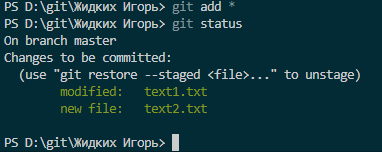 PS D:\git\Жидких Игорь> git add *
PS D:\git\Жидких Игорь> git status
On branch master
Changes to be committed:
  (use "git restore --staged <file>..." to unstage)
        modified:   text1.txt
        new file:   text2.txt

PS D:\git\Жидких Игорь>